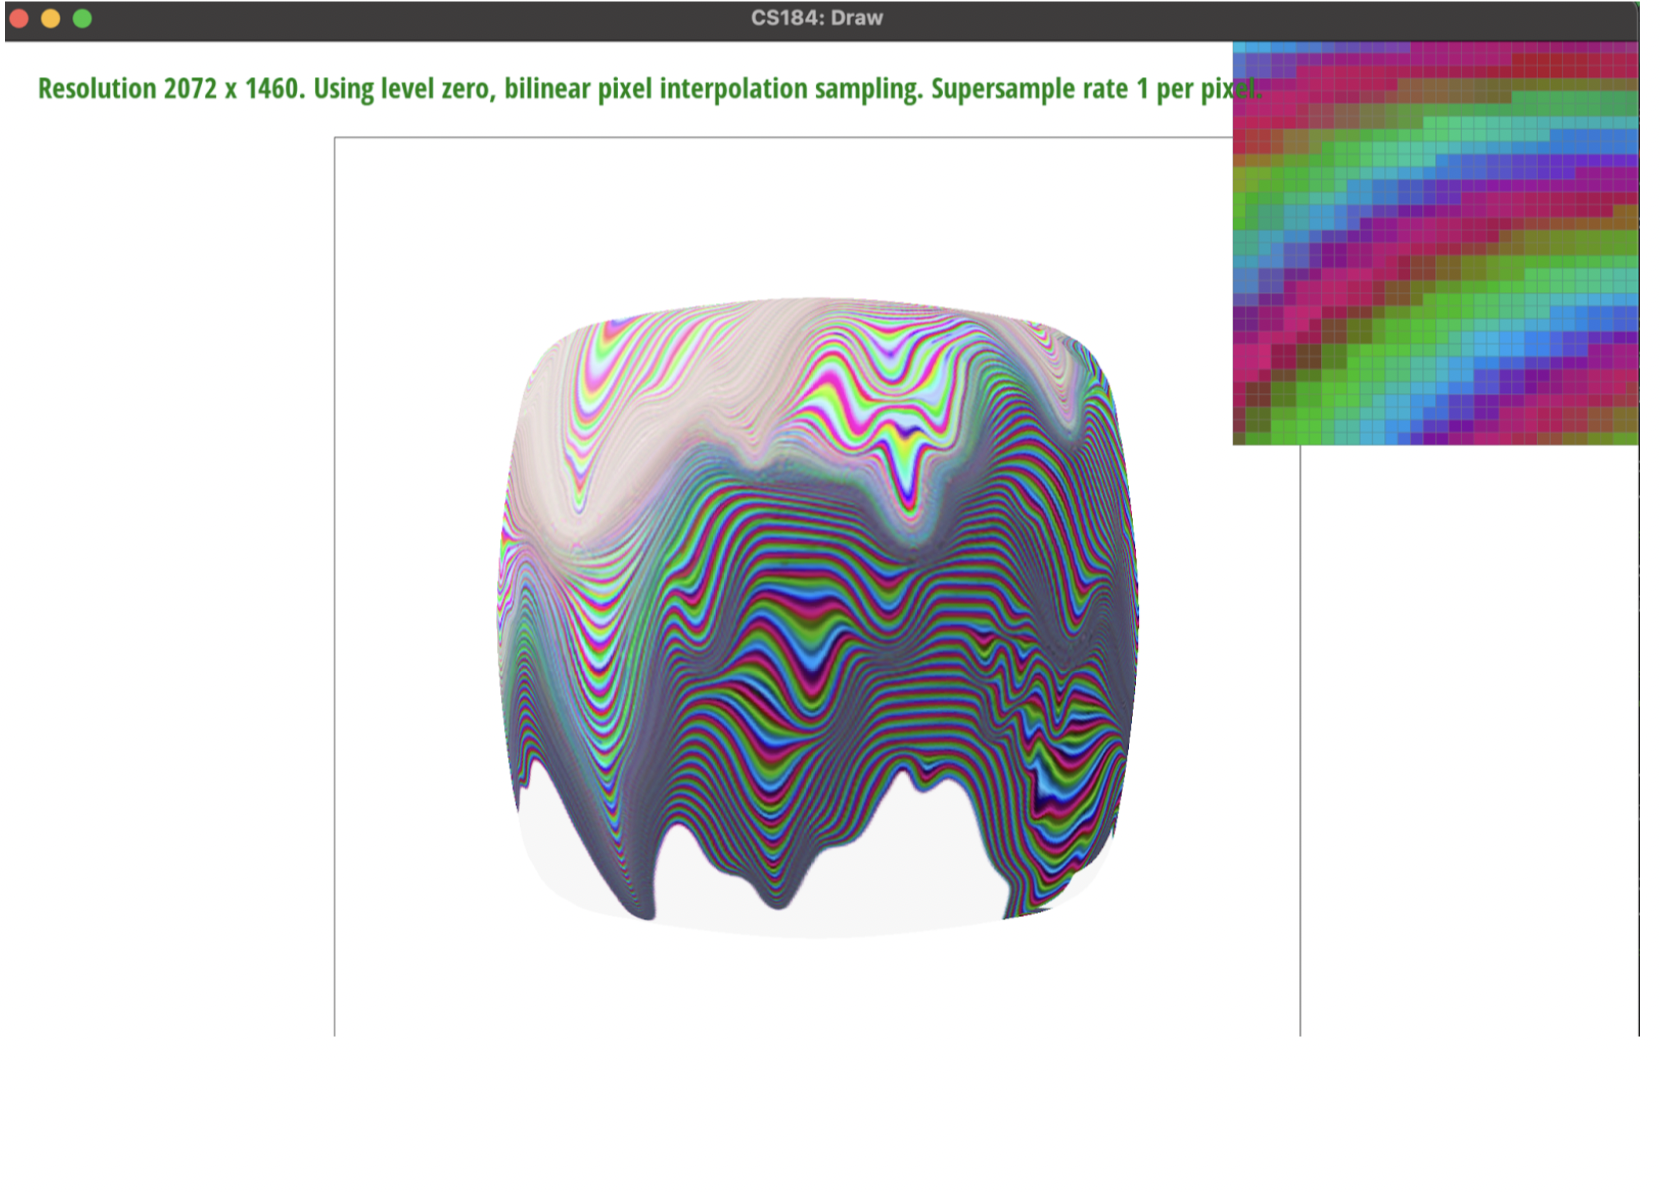 CS184: Draw
Resolution 2072 x 1460. Using level zero, bilinear pixel interpolation sampling. Supersample rate 1 per pixel.